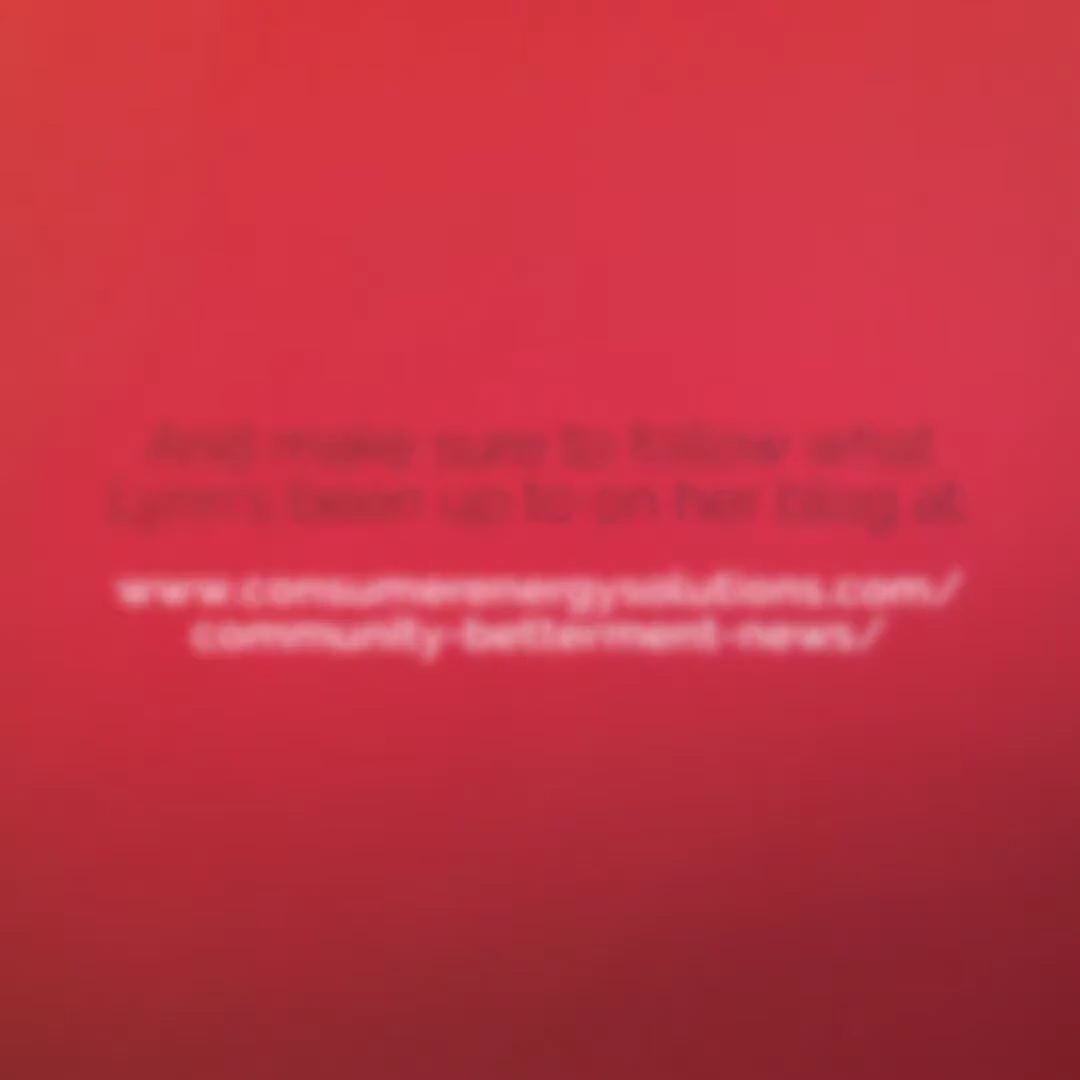 And make sure to follow what
Lynn's been up to on her blog at
www.consumerenergysolutions.com/
community-betterment-news/